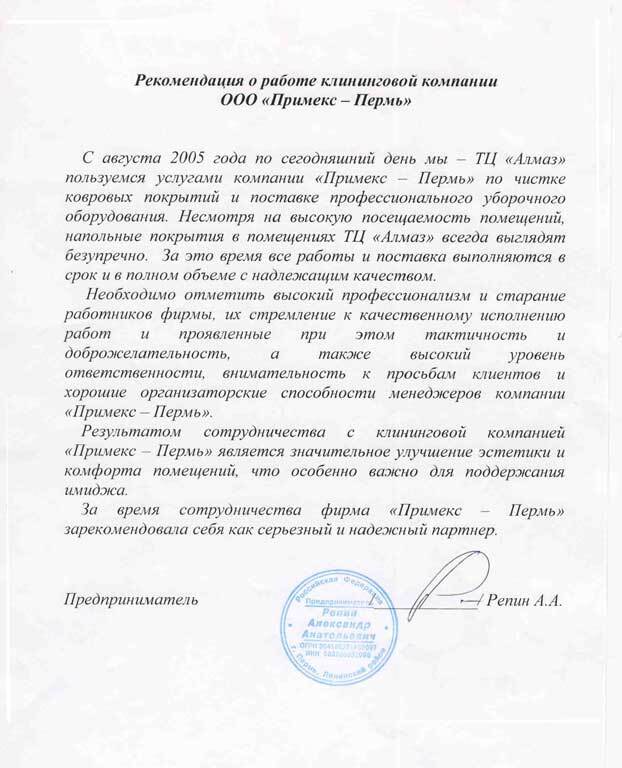 Рекомендация о работе клининговой компании
ООО «Примекс – Пермь»
С августа 2005 года по сегодняшний день мы – ТЦ «Алмаз»
пользуемся услугами компании «Примекс – Пермь» по чистке
ковровых покрытий и поставке профессионального уборочного
оборудования. Несмотря на высокую посещаемость помещений,
напольные покрытия в помещениях ТЦ «Алмаз» всегда выглядят
безупречно. За это время все работы и поставка выполняются в
срок и в полном объеме с надлежащим качеством.
Необходимо отметить высокий профессионализм и старание
работников фирмы, их стремление к качественному исполнению
работ и проявленные при этом тактичность и
доброжелательность, а также высокий уровень
ответственности, внимательность к просьбам клиентов и
хорошие организаторские способности менеджеров компании
«Примекс – Пермь».
Результатом сотрудничества с клининговой компанией
«Примекс – Пермь» является значительное улучшение эстетики и
комфорта помещений, что особенно важно для поддержания
имиджа.
За время сотрудничества фирма «Примекс – Пермь»
зарекомендовала себя как серьезный и надежный партнер.
Предприниматель Репин А.А.
Российская Федерация
Предприниматель
Репин
Александр
Анатольевич
ОГРН
ИНН
г. Пермь, Ленинский район